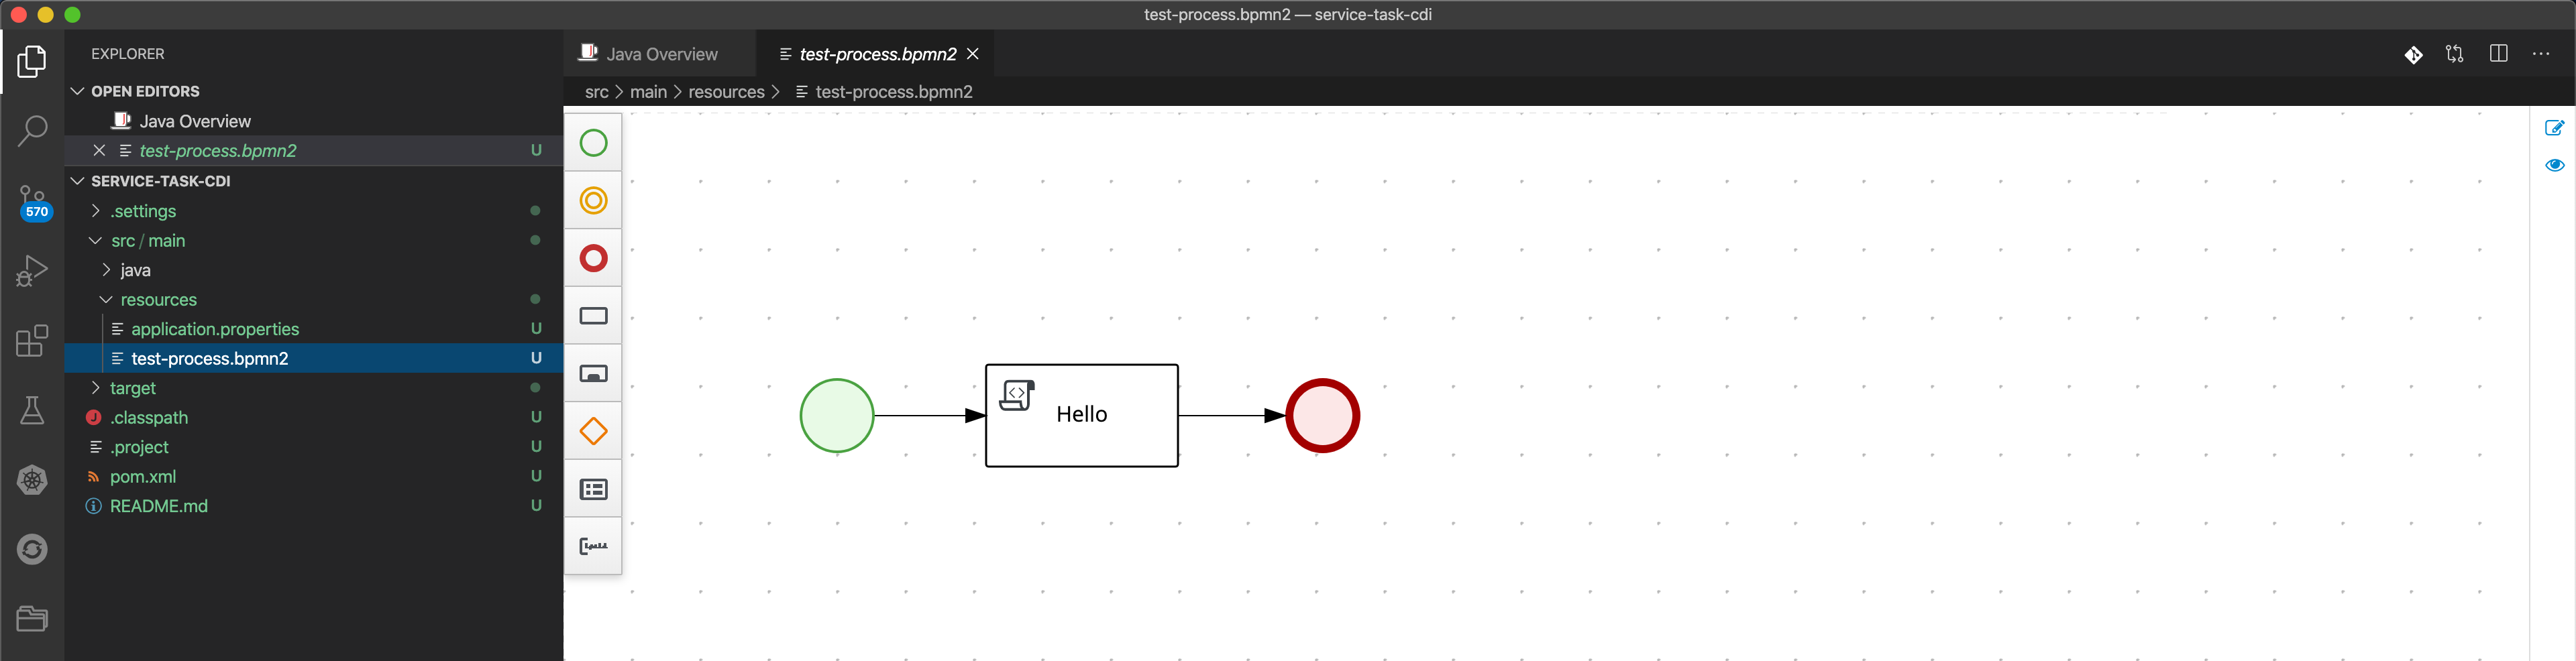 test-process.bpmn2 — service-task-cdi
EXPLORER
OPEN EDITORS
Java Overview
test-process.bpmn2 U
SERVICE-TASK-CDI
.settings
src / main
java
resources
application.properties U
test-process.bpmn2 U
target
.classpath U
.project U
pom.xml U
README.md U
570
Java Overview
test-process.bpmn2
src > main > resources > test-process.bpmn2
Hello